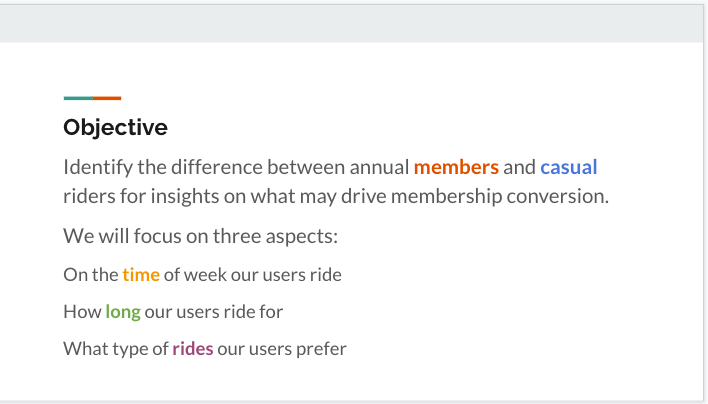 Objective
Identify the difference between annual members and casual
riders for insights on what may drive membership conversion.
We will focus on three aspects:
On the time of week our users ride
How long our users ride for
What type of rides our users prefer